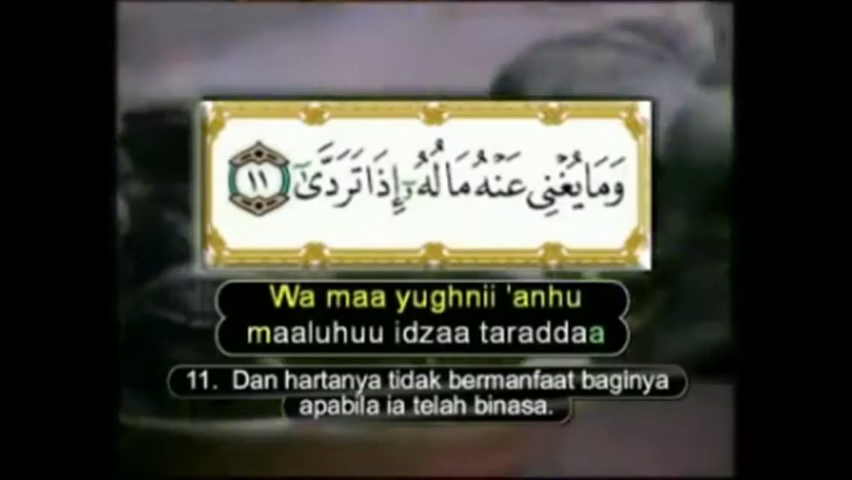 وَمَا يُغْنِي عَنْهُ مَالُهُۥٓ إِذَا تَرَدَّىٰٓ ١١
Wa maa yughnii 'anhu
maaluhuu idzaa taraddaa
11. Dan hartanya tidak bermanfaat baginya
apabila ia telah binasa.